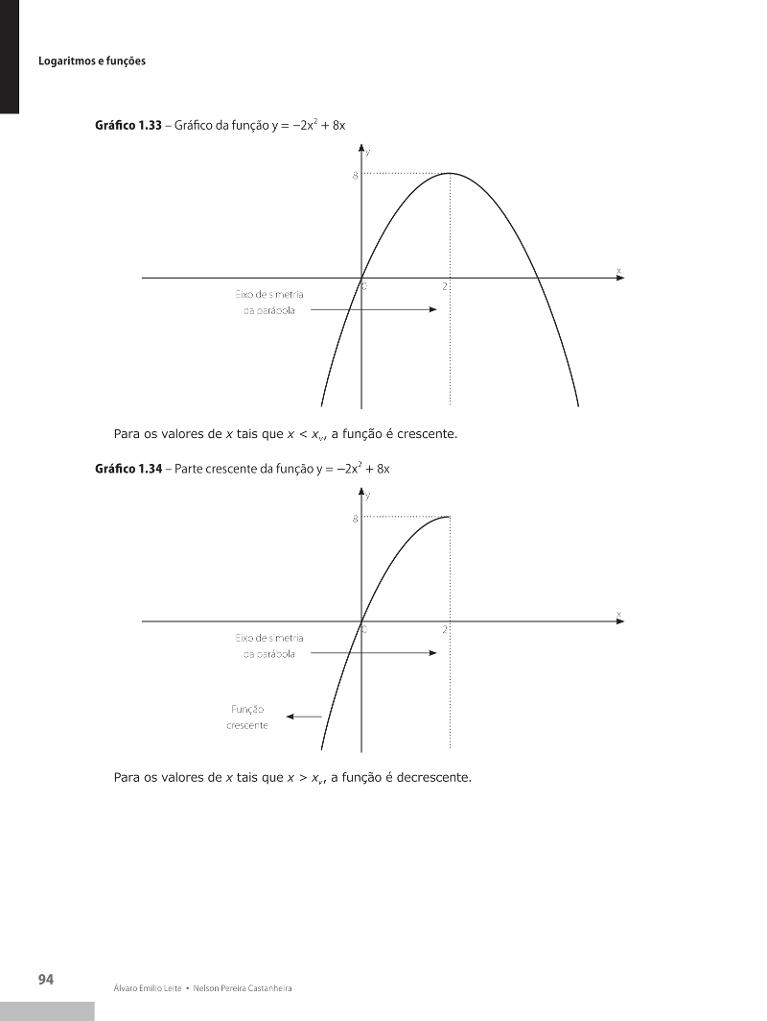 Logaritmos e funções
Gráfico 1.33 – Gráfico da função y = −2x² + 8x
y
8
x
0
2
Eixo de simetria
da parábola
Para os valores de x tais que x < xᵥ, a função é crescente.
Gráfico 1.34 – Parte crescente da função y = −2x² + 8x
y
8
x
0
2
Eixo de simetria
da parábola
Função
crescente
Para os valores de x tais que x > xᵥ, a função é decrescente.
94
Álvaro Emílio Leite • Nelson Pereira Castanheira